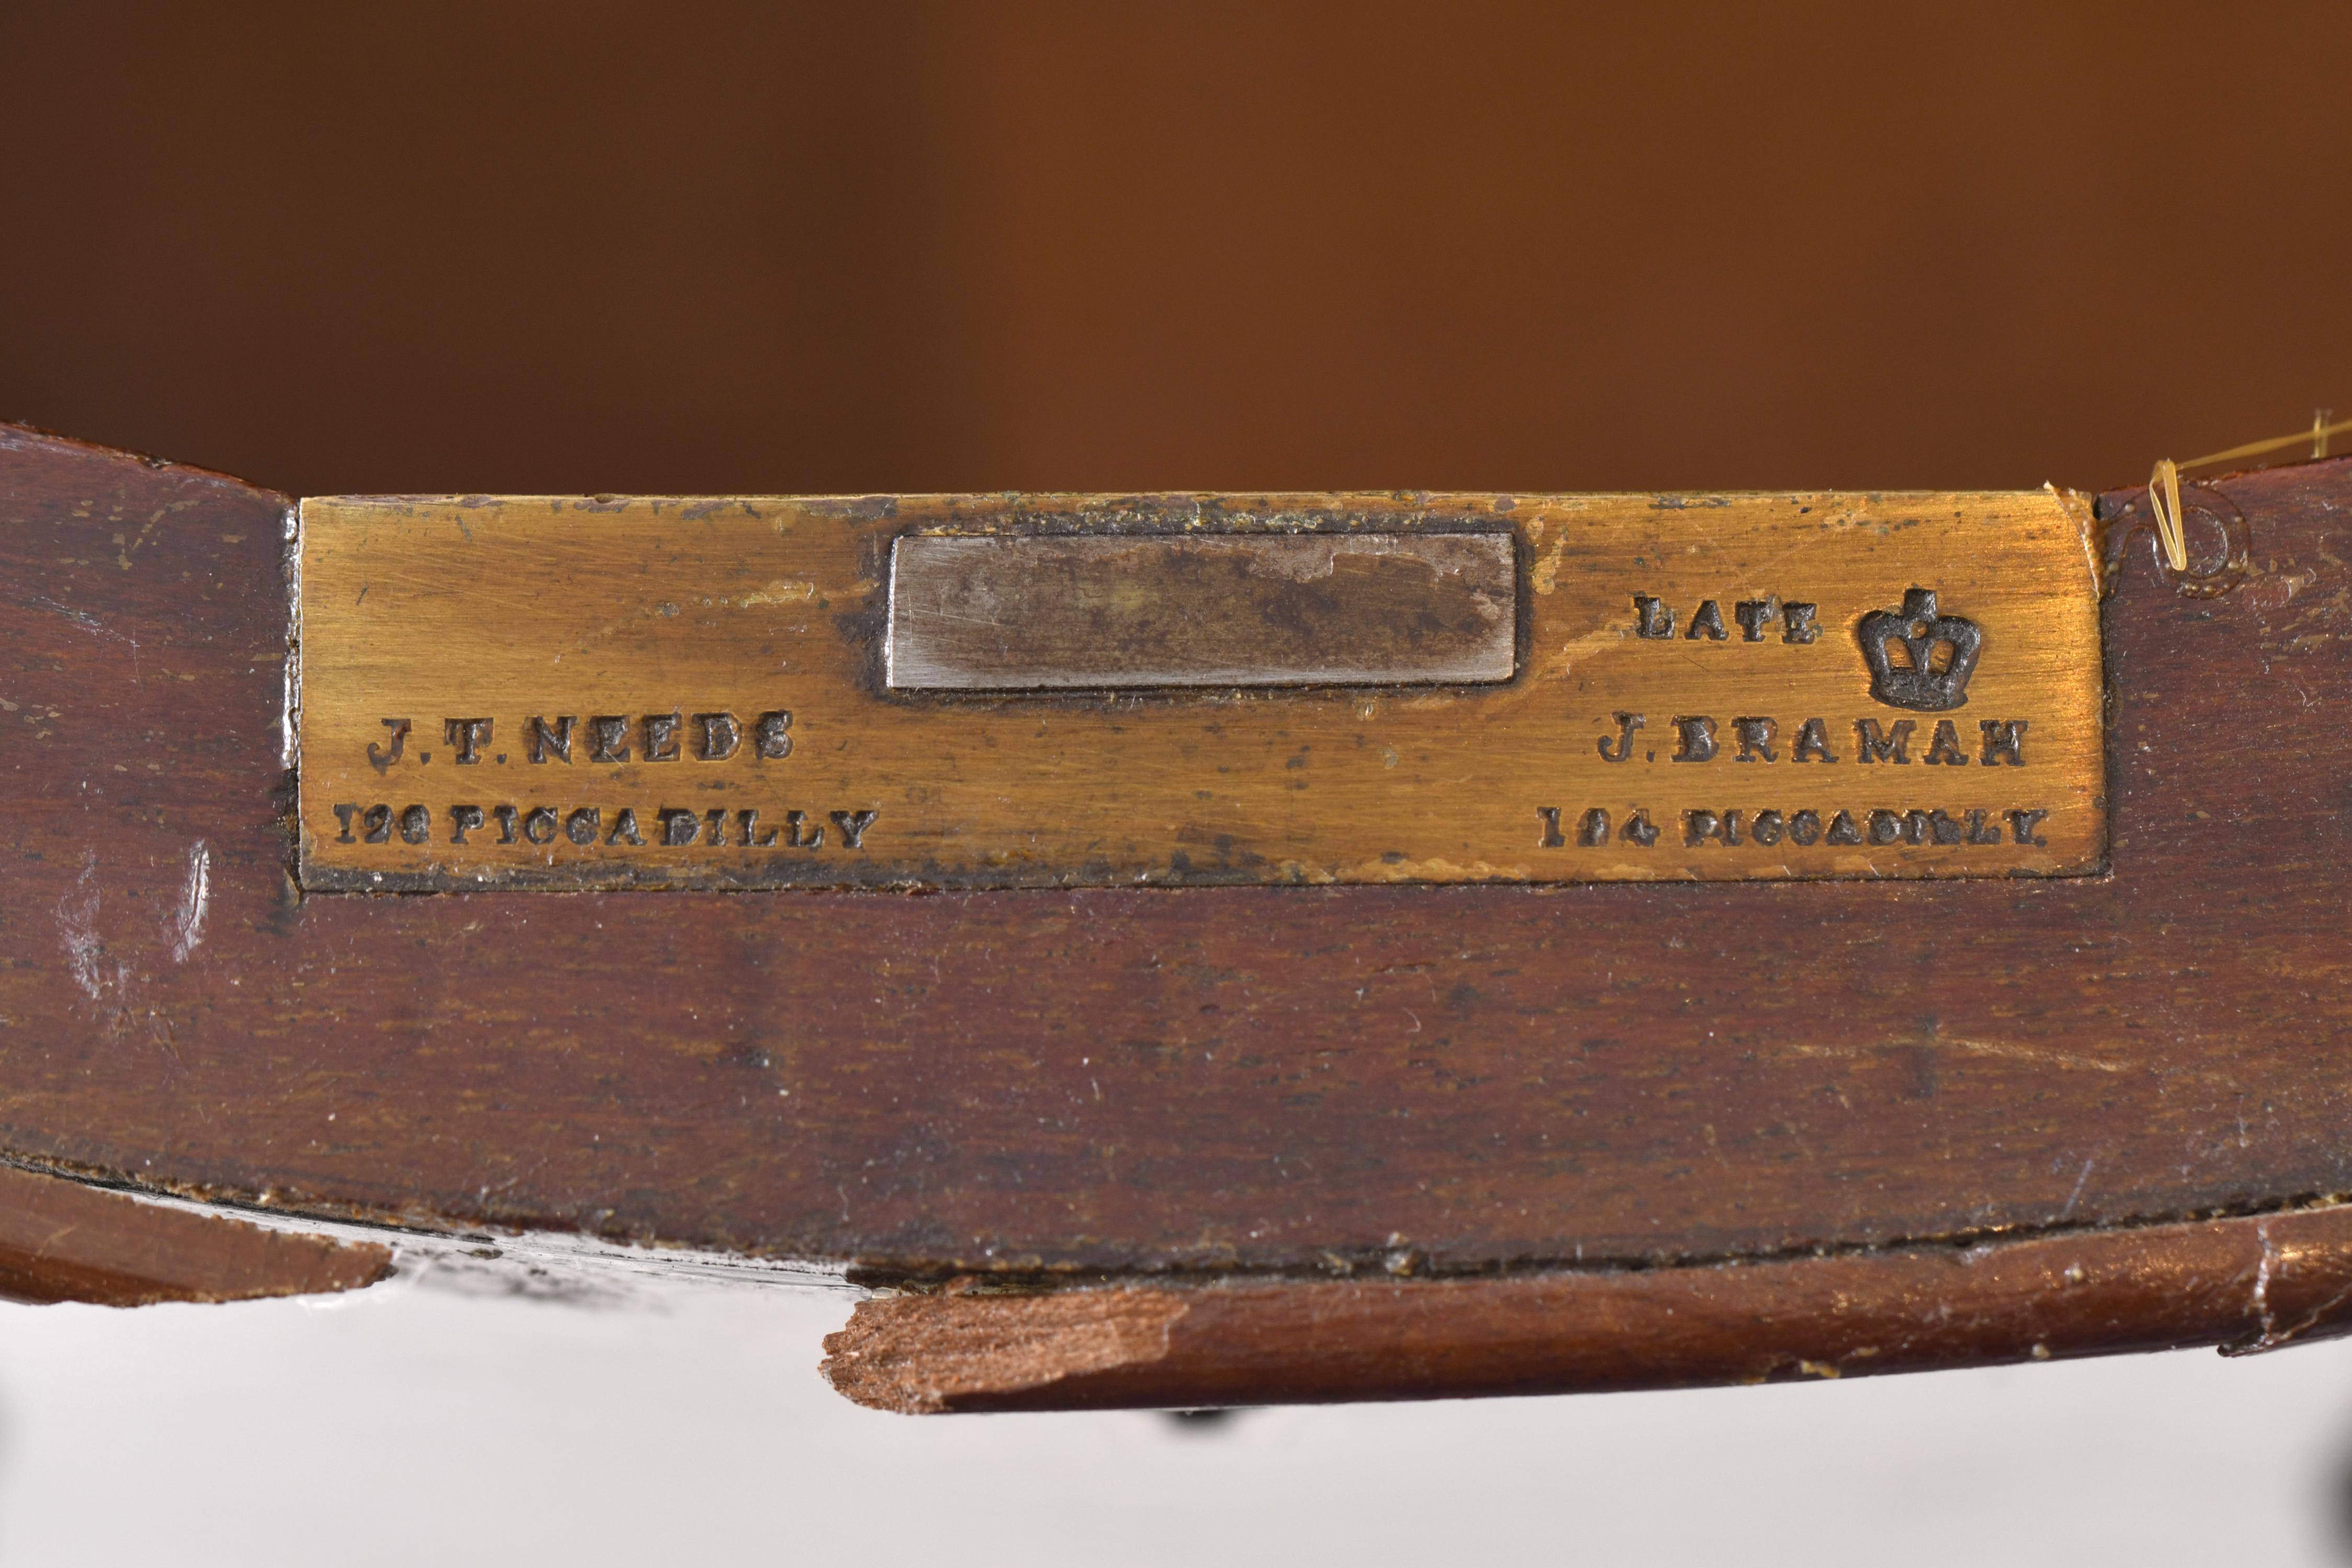 J.T. NEEDS
128 PICCADILLY
LATE
J. BRAMAH
124 PICCADILLY.